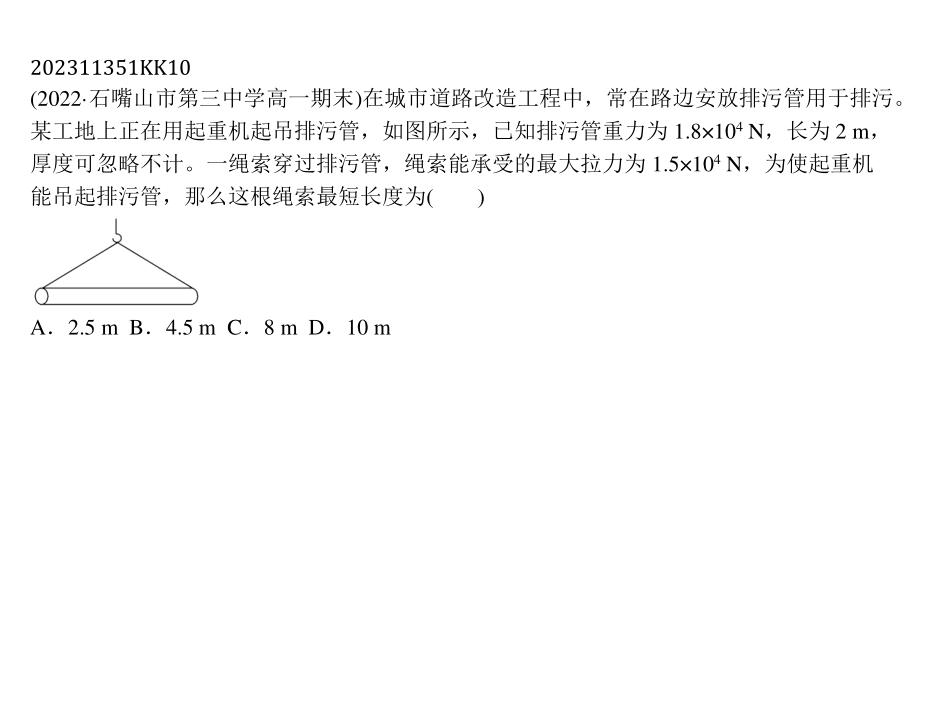 202311351KK10
(2022·石嘴山市第三中学高一期末)在城市道路改造工程中，常在路边安放排污管用于排污。
某工地上正在用起重机起吊排污管，如图所示，已知排污管重力为 1.8×10⁴ N，长为 2 m，
厚度可忽略不计。一绳索穿过排污管，绳索能承受的最大拉力为 1.5×10⁴ N，为使起重机
能吊起排污管，那么这根绳索最短长度为(　　)
A．2.5 m B．4.5 m C．8 m D．10 m